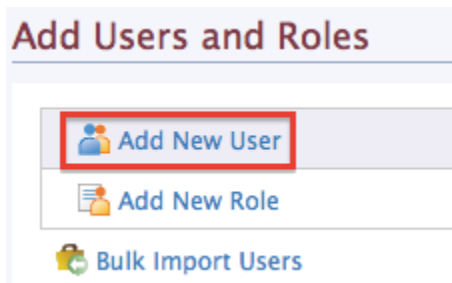 Add Users and Roles
Add New User
Add New Role
Bulk Import Users